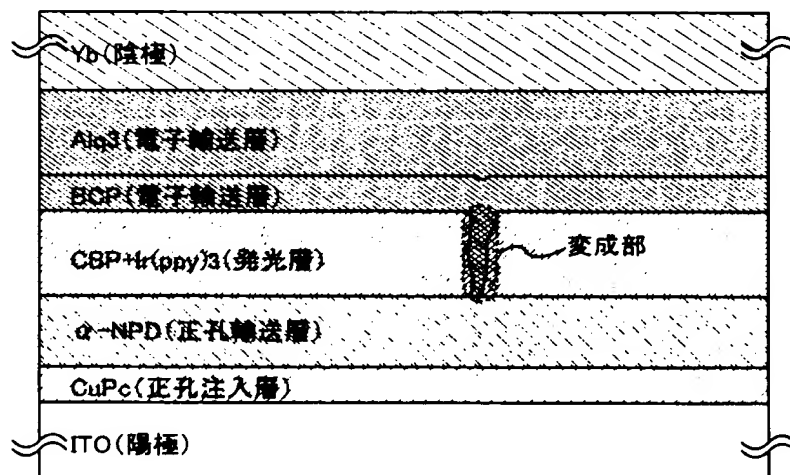 Yb(陰極)
Alq3(電子輸送層)
BCP(電子輸送層)
CBP+Ir(ppy)3(発光層)
変成部
α-NPD(正孔輸送層)
CuPc(正孔注入層)
ITO(陽極)